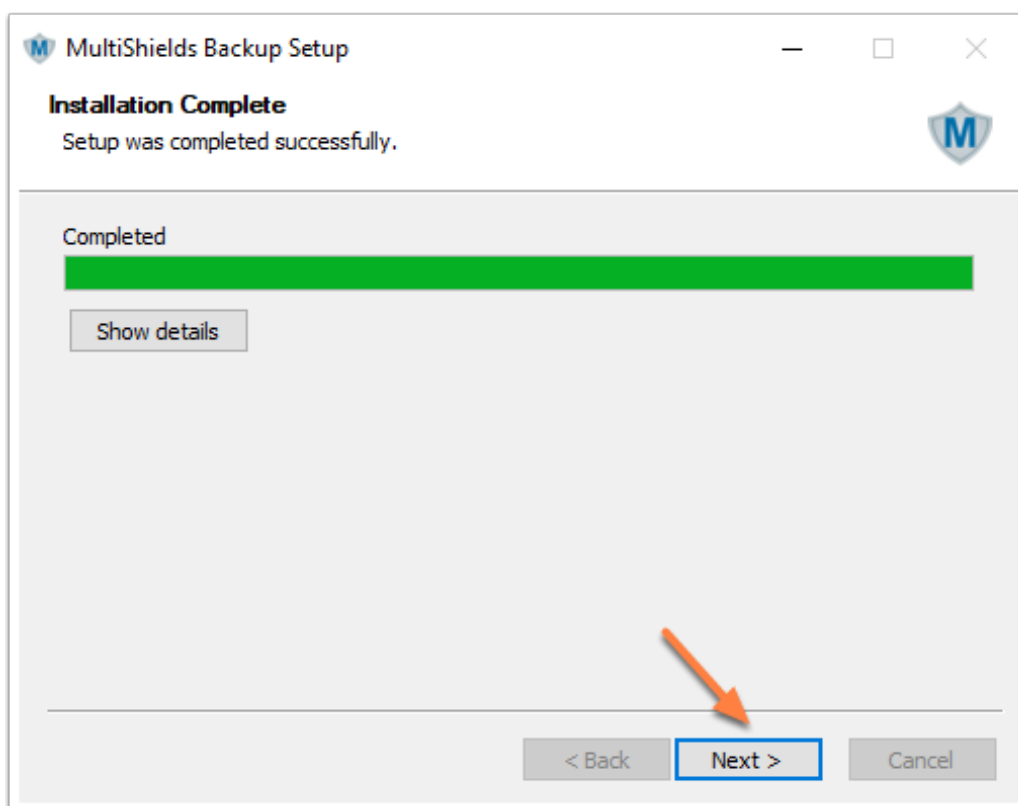 M MultiShields Backup Setup
Installation Complete
Setup was completed successfully.
M
Completed
Show details
< Back Next > Cancel